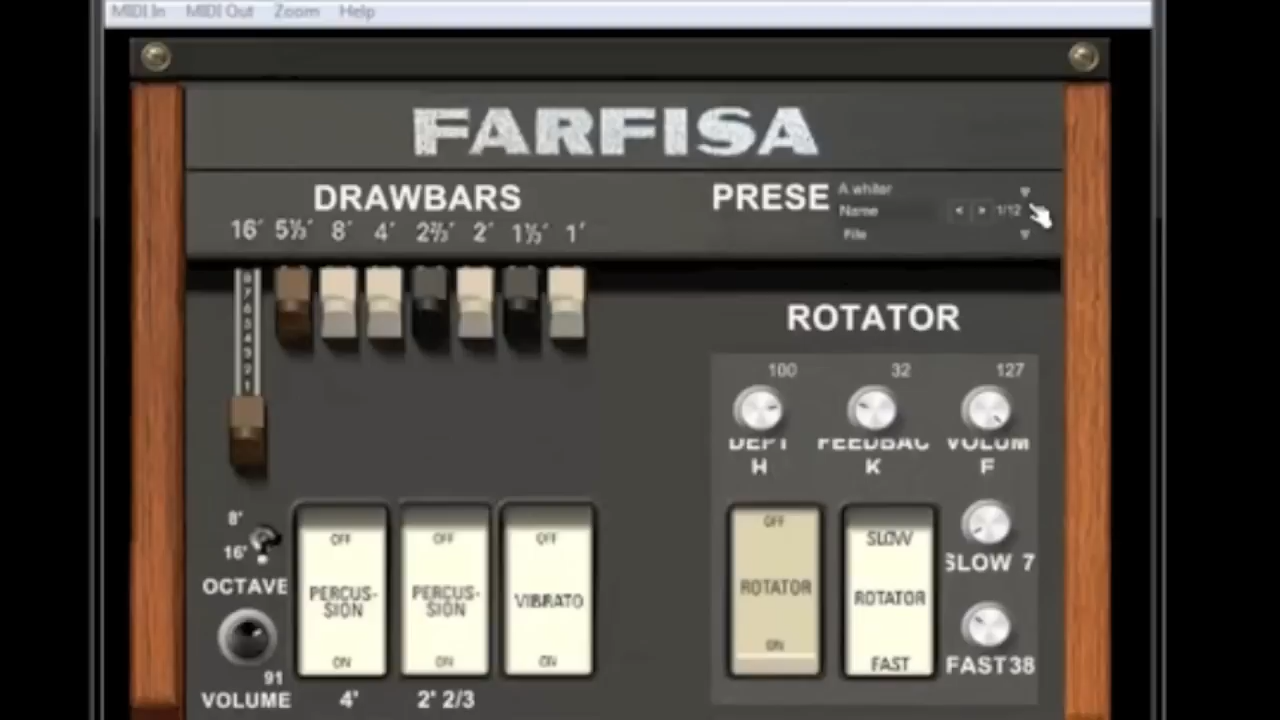 MIDI In MIDI Out Zoom Help
FARFISA
DRAWBARS
PRESE
A whiter
Name
< > 1/12
File
16´ 5⅓´ 8´ 4´ 2⅔´ 2´ 1⅓´ 1´
ROTATOR
100 32 127
DEPT
H
FEEDBAC
K
VOLUM
E
8'
16'
OCTAVE
OFF
PERCUS-
SION
ON
4'
OFF
PERCUS-
SION
ON
2' 2/3
OFF
VIBRATO
ON
OFF
ROTATOR
ON
SLOW
ROTATOR
FAST
SLOW 7
FAST38
91
VOLUME